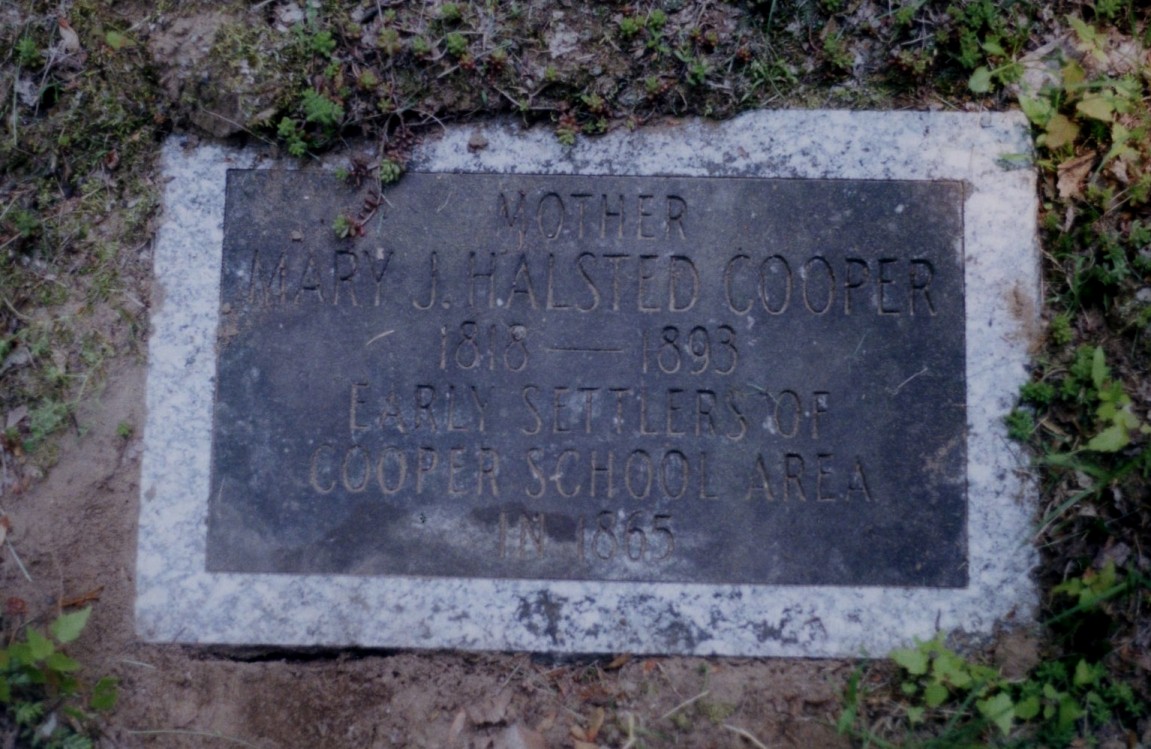 MOTHER
MARY J. HALSTED COOPER
1818 — 1893
EARLY SETTLERS OF
COOPER SCHOOL AREA
IN 1865